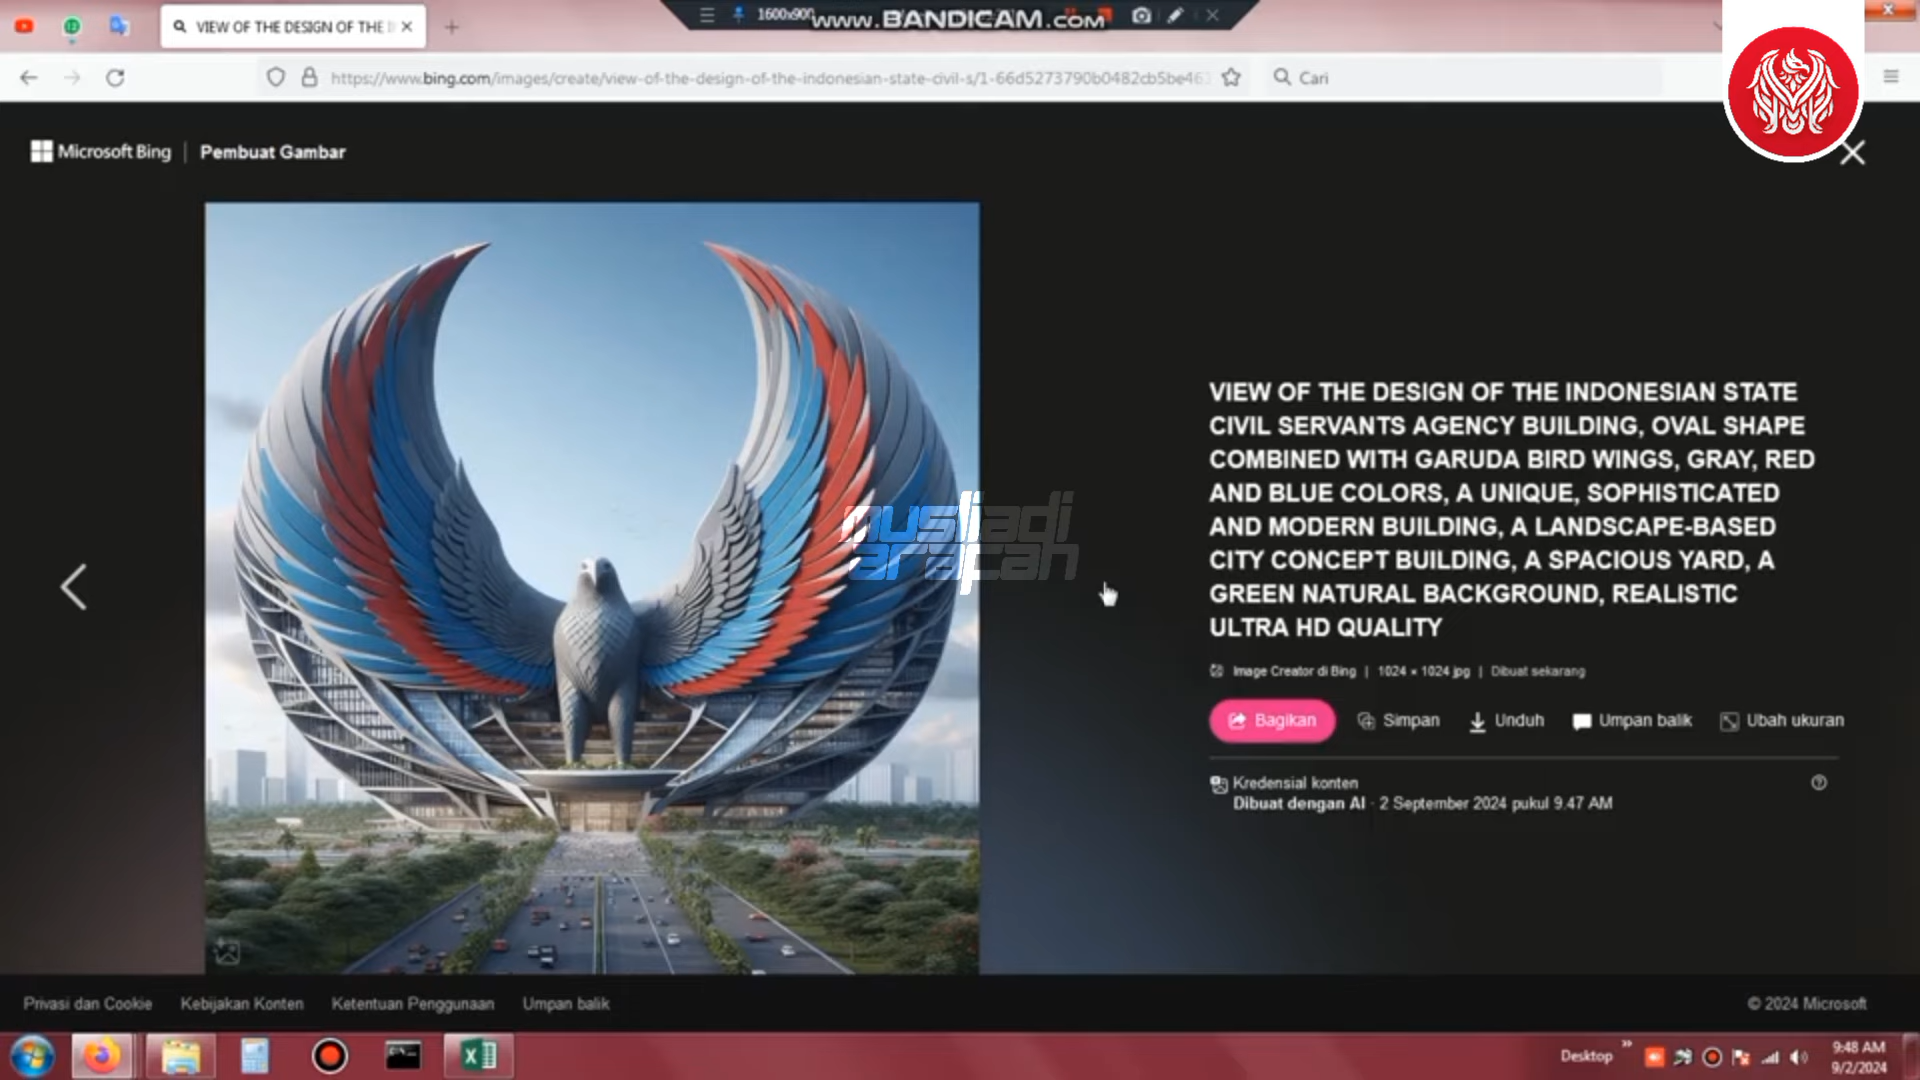 VIEW OF THE DESIGN OF THE I
1600x900
WWW.BANDICAM.COM
https://www.bing.com/images/create/view-of-the-design-of-the-indonesian-state-civil-s/1-66d5273790b0482cb5be463
Cari
Microsoft Bing | Pembuat Gambar
VIEW OF THE DESIGN OF THE INDONESIAN STATE
CIVIL SERVANTS AGENCY BUILDING, OVAL SHAPE
COMBINED WITH GARUDA BIRD WINGS, GRAY, RED
AND BLUE COLORS, A UNIQUE, SOPHISTICATED
AND MODERN BUILDING, A LANDSCAPE-BASED
CITY CONCEPT BUILDING, A SPACIOUS YARD, A
GREEN NATURAL BACKGROUND, REALISTIC
ULTRA HD QUALITY
Image Creator di Bing | 1024 × 1024 jpg | Dibuat sekarang
Bagikan Simpan Unduh Umpan balik Ubah ukuran
Kredensial konten
Dibuat dengan AI · 2 September 2024 pukul 9.47 AM
Privasi dan Cookie Kebijakan Konten Ketentuan Penggunaan Umpan balik © 2024 Microsoft
Desktop
9:48 AM
9/2/2024